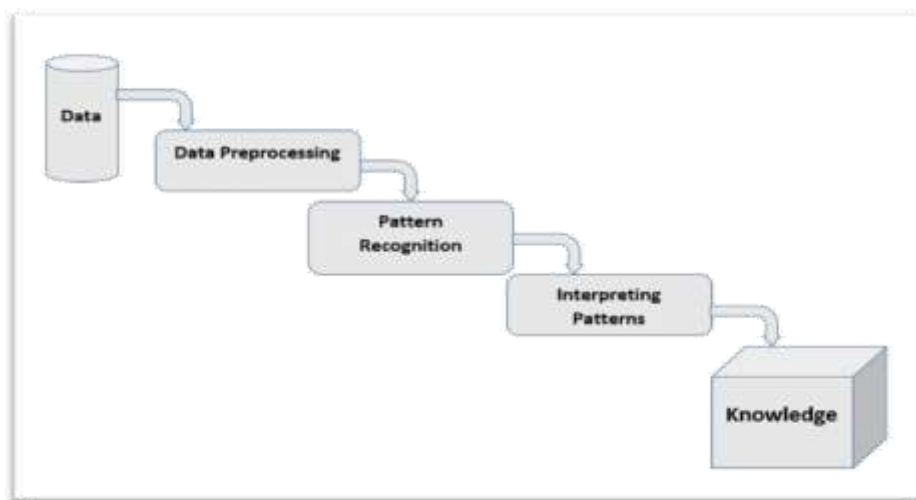 Data
Data Preprocessing
Pattern
Recognition
Interpreting
Patterns
Knowledge